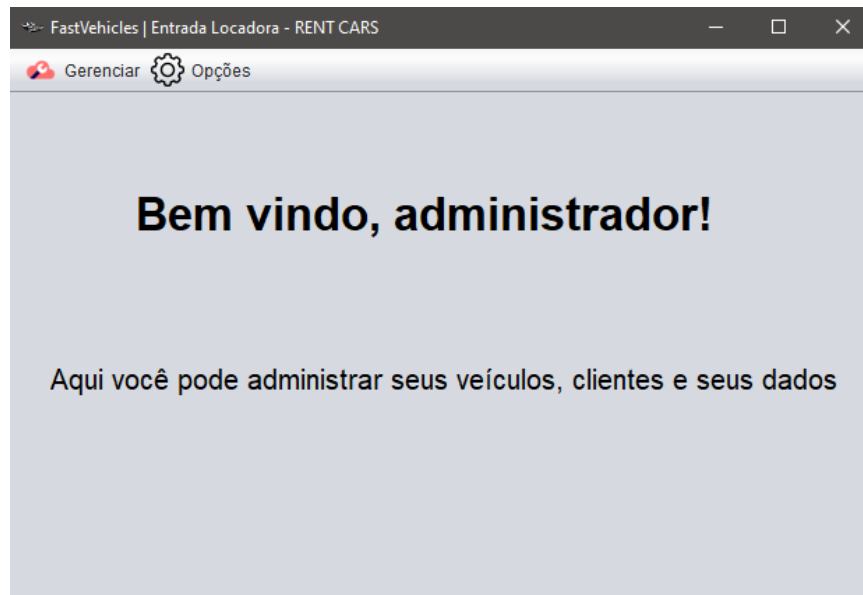 FastVehicles | Entrada Locadora - RENT CARS
Gerenciar Opções
Bem vindo, administrador!
Aqui você pode administrar seus veículos, clientes e seus dados